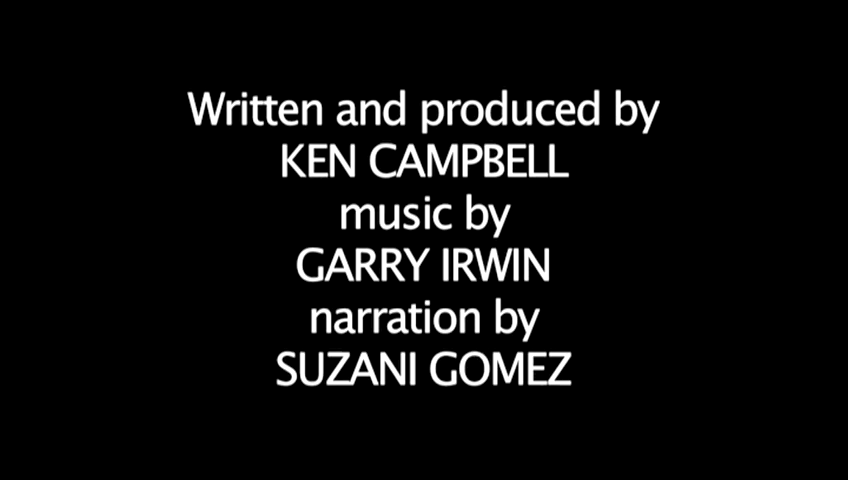 Written and produced by
KEN CAMPBELL
music by
GARRY IRWIN
narration by
SUZANI GOMEZ